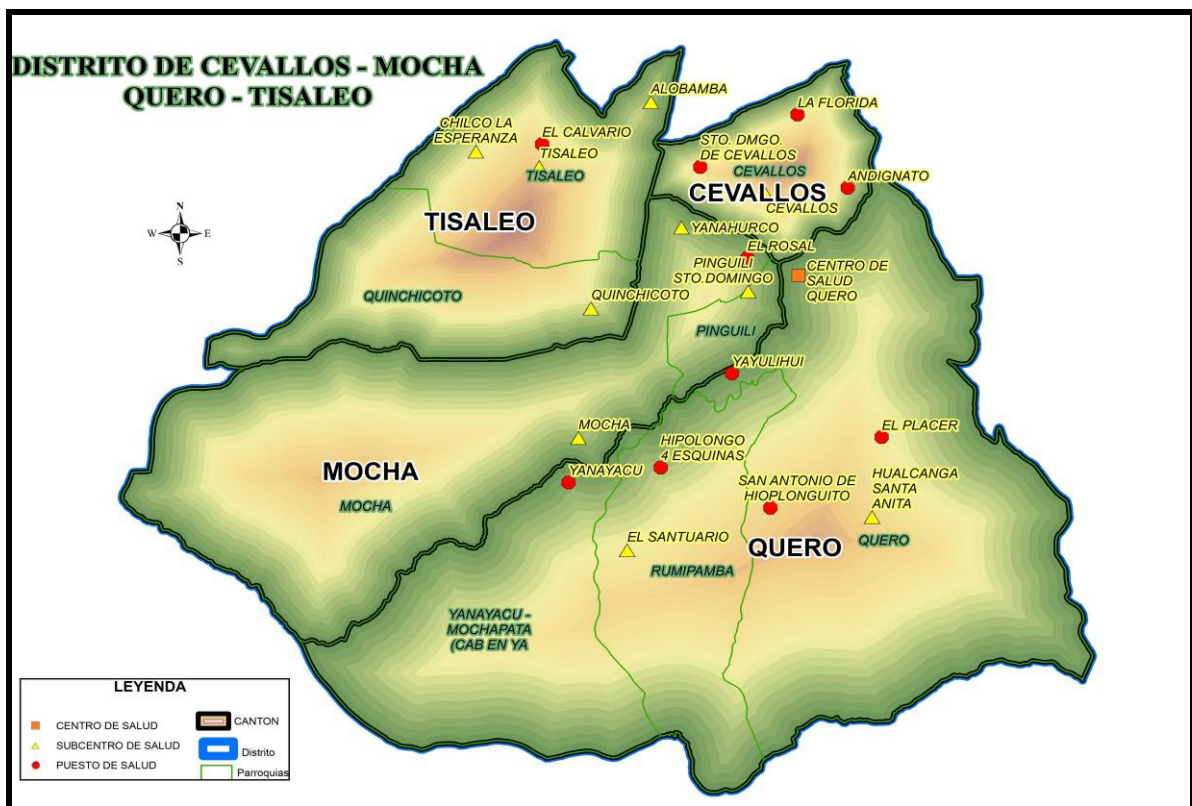 DISTRITO DE CEVALLOS - MOCHA
QUERO - TISALEO
ALOBAMBA
LA FLORIDA
CHILCO LA
ESPERANZA
EL CALVARIO
TISALEO
TISALEO
STO. DMGO.
DE CEVALLOS
CEVALLOS
ANDIGNATO
CEVALLOS
CEVALLOS
TISALEO
YANAHURCO
N
W
E
S
EL ROSAL
PINGUILI
STO.DOMINGO
CENTRO DE
SALUD
QUERO
QUINCHICOTO
QUINCHICOTO
PINGUILI
YAYULIHUI
MOCHA
EL PLACER
HIPOLONGO
4 ESQUINAS
MOCHA
YANAYACU
SAN ANTONIO DE
HIOPLONGUITO
HUALCANGA
SANTA
ANITA
MOCHA
EL SANTUARIO
QUERO
QUERO
RUMIPAMBA
YANAYACU -
MOCHAPATA
(CAB EN YA
LEYENDA
CENTRO DE SALUD
SUBCENTRO DE SALUD
PUESTO DE SALUD
CANTON
Distrito
Parroquias